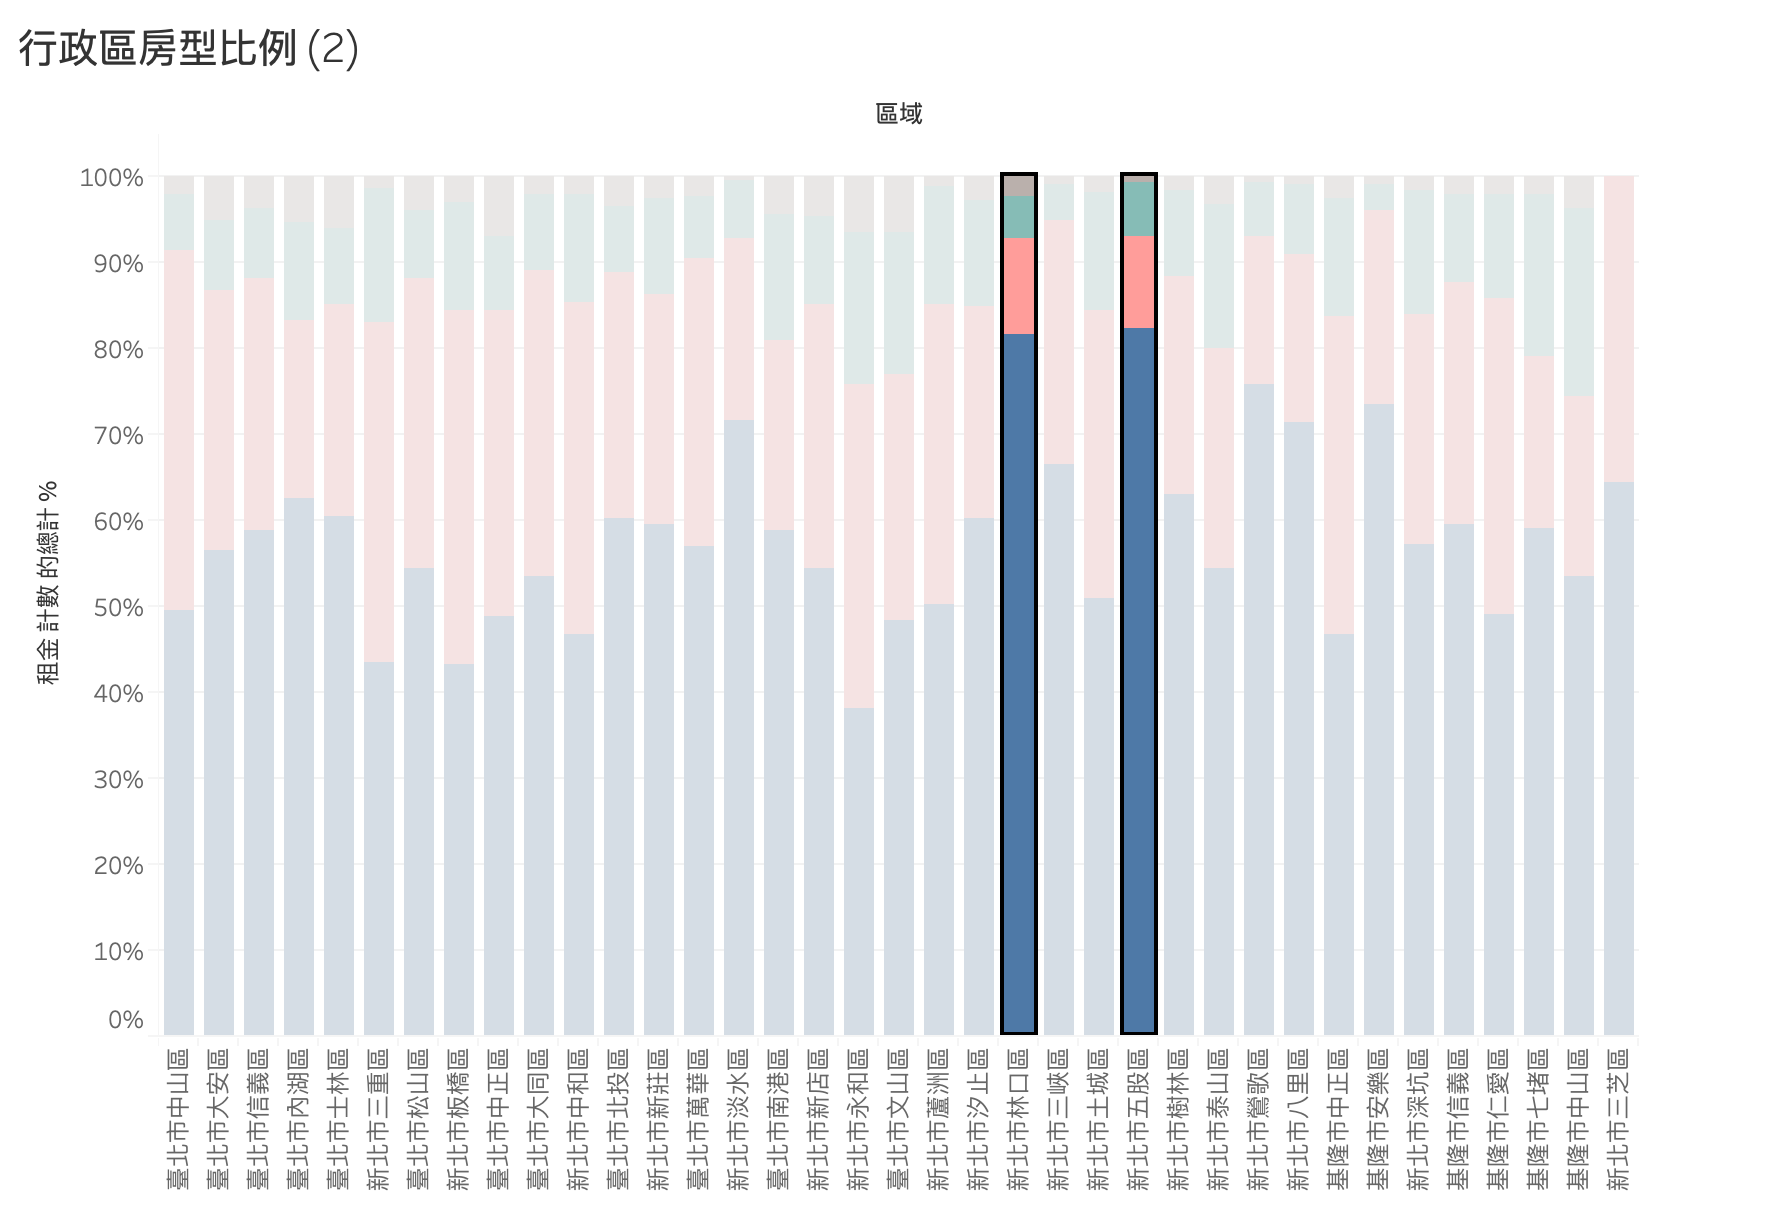 行政區房型比例 (2)
區域
租金 計數 的總計 %
100%
90%
80%
70%
60%
50%
40%
30%
20%
10%
0%
臺北市中山區
臺北市大安區
臺北市信義區
臺北市內湖區
臺北市士林區
新北市三重區
臺北市松山區
新北市板橋區
臺北市中正區
臺北市大同區
新北市中和區
臺北市北投區
新北市新莊區
臺北市萬華區
新北市淡水區
臺北市南港區
新北市新店區
新北市永和區
臺北市文山區
新北市蘆洲區
新北市汐止區
新北市林口區
新北市三峽區
新北市土城區
新北市五股區
新北市樹林區
新北市泰山區
新北市鶯歌區
新北市八里區
基隆市中正區
基隆市安樂區
新北市深坑區
基隆市信義區
基隆市仁愛區
基隆市七堵區
基隆市中山區
新北市三芝區